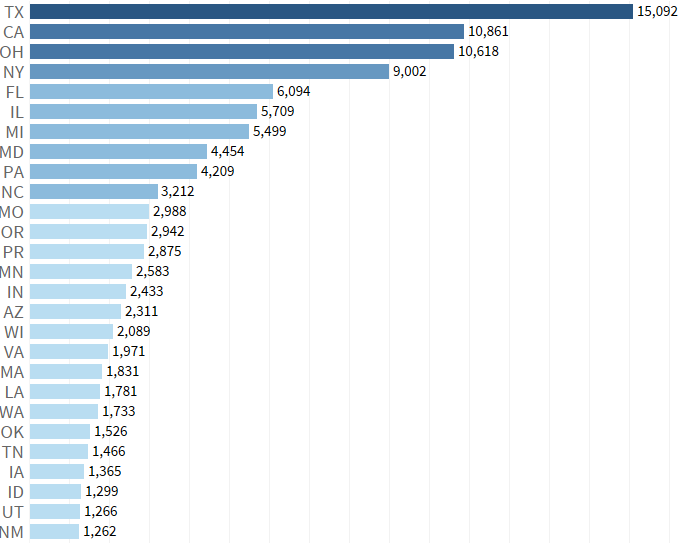 TX 15,092
CA 10,861
OH 10,618
NY 9,002
FL 6,094
IL 5,709
MI 5,499
MD 4,454
PA 4,209
NC 3,212
MO 2,988
OR 2,942
PR 2,875
MN 2,583
IN 2,433
AZ 2,311
WI 2,089
VA 1,971
MA 1,831
LA 1,781
WA 1,733
OK 1,526
TN 1,466
IA 1,365
ID 1,299
UT 1,266
NM 1,262